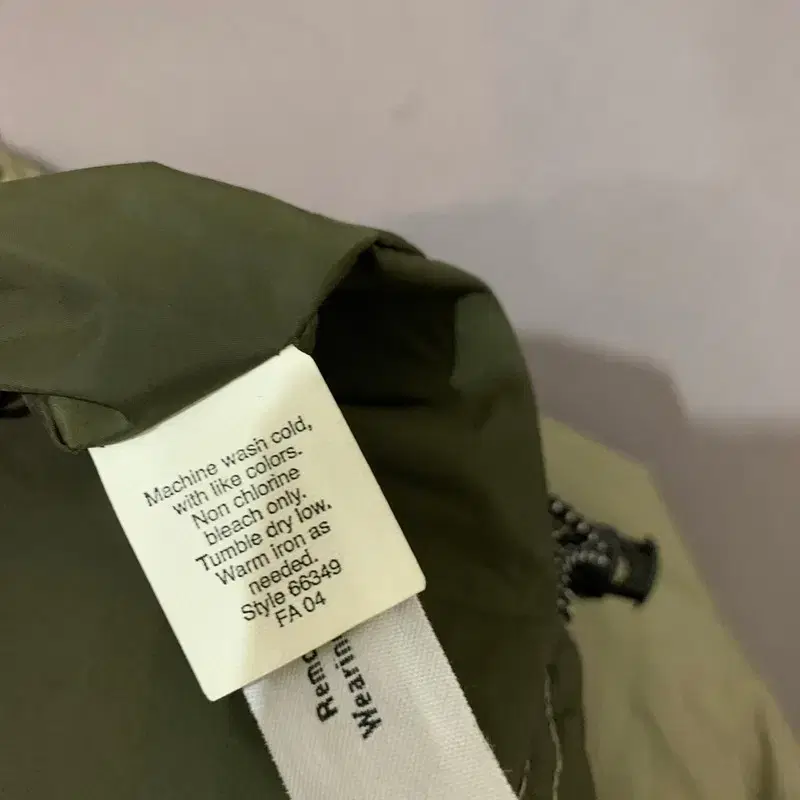 Machine wash cold,
with like colors.
Non chlorine
bleach only.
Tumble dry low.
Warm iron as
needed.
Style 66349
FA 04